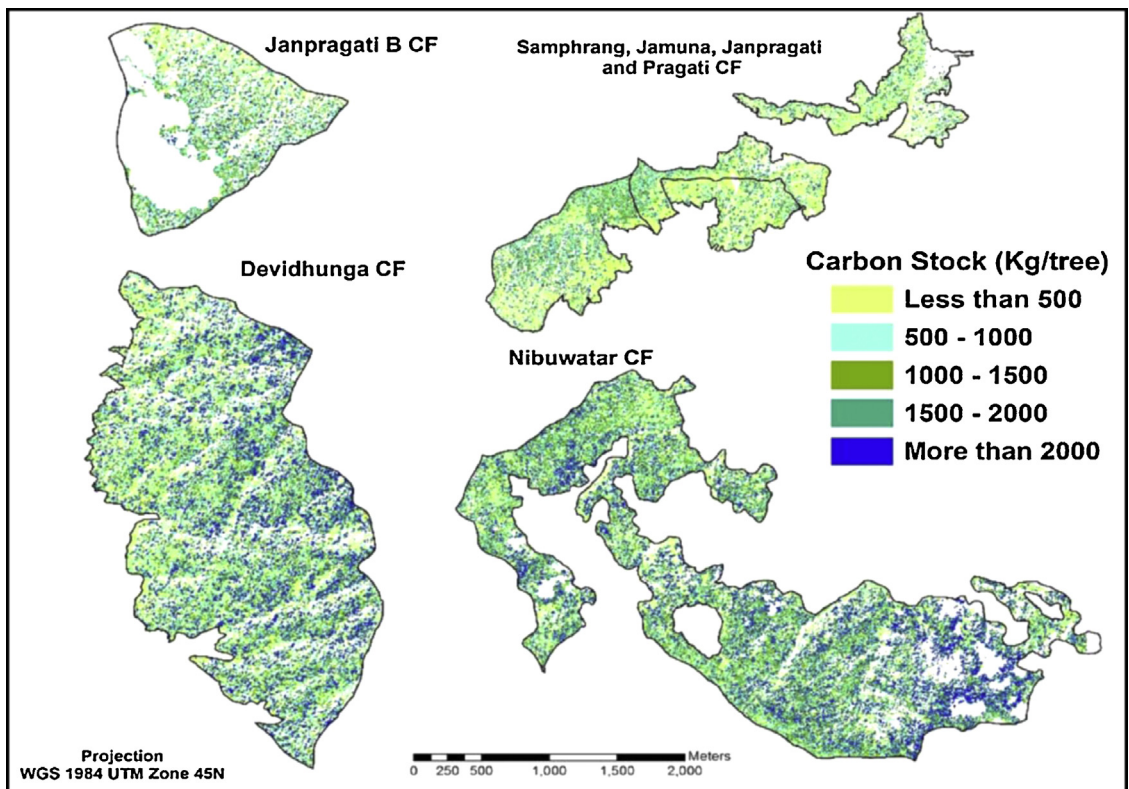 Janpragati B CF
Samphrang, Jamuna, Janpragati
and Pragati CF
Devidhunga CF
Carbon Stock (Kg/tree)
Less than 500
500 - 1000
1000 - 1500
1500 - 2000
More than 2000
Nibuwatar CF
Projection
WGS 1984 UTM Zone 45N
Meters
0 250 500 1,000 1,500 2,000